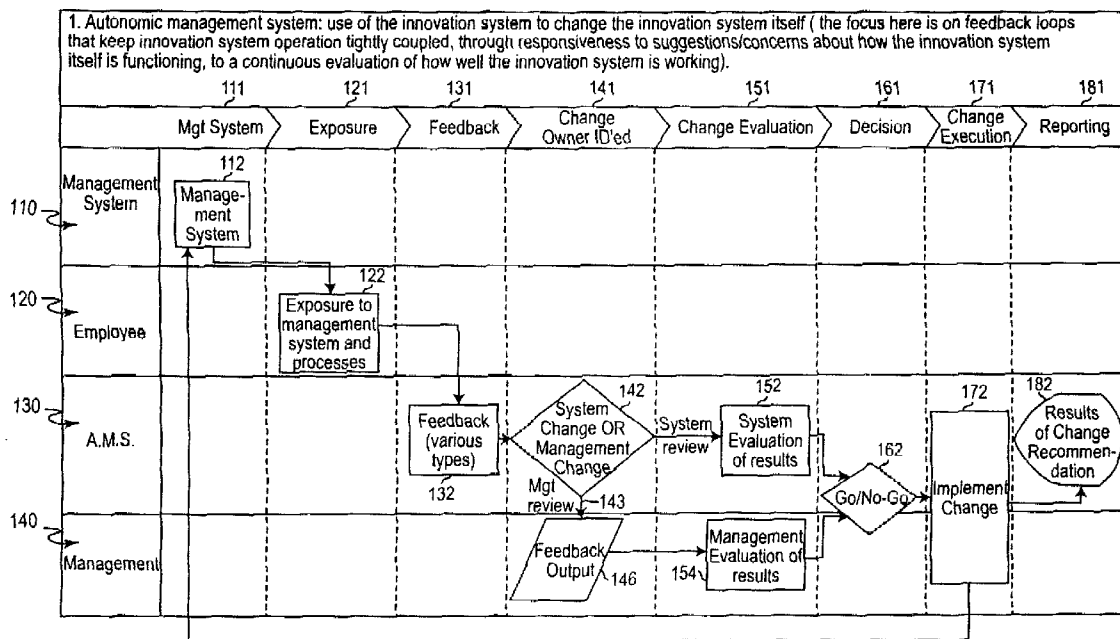 1. Autonomic management system: use of the innovation system to change the innovation system itself ( the focus here is on feedback loops
that keep innovation system operation tightly coupled, through responsiveness to suggestions/concerns about how the innovation system
itself is functioning, to a continuous evaluation of how well the innovation system is working).
111
121
131
141
151
161
171
181
Mgt System
Exposure
Feedback
Change
Owner ID'ed
Change Evaluation
Decision
Change
Execution
Reporting
110
Management
System
112
Manage-
ment
System
120
Employee
122
Exposure to
management
system and
processes
130
A.M.S.
Feedback
(various
types)
132
142
System
Change OR
Management
Change
System
review
152
System
Evaluation
of results
162
Go/No-Go
172
Implement
Change
182
Results
of Change
Recommen-
dation
Mgt
review
143
140
Management
Feedback
Output
146
154
Management
Evaluation of
results